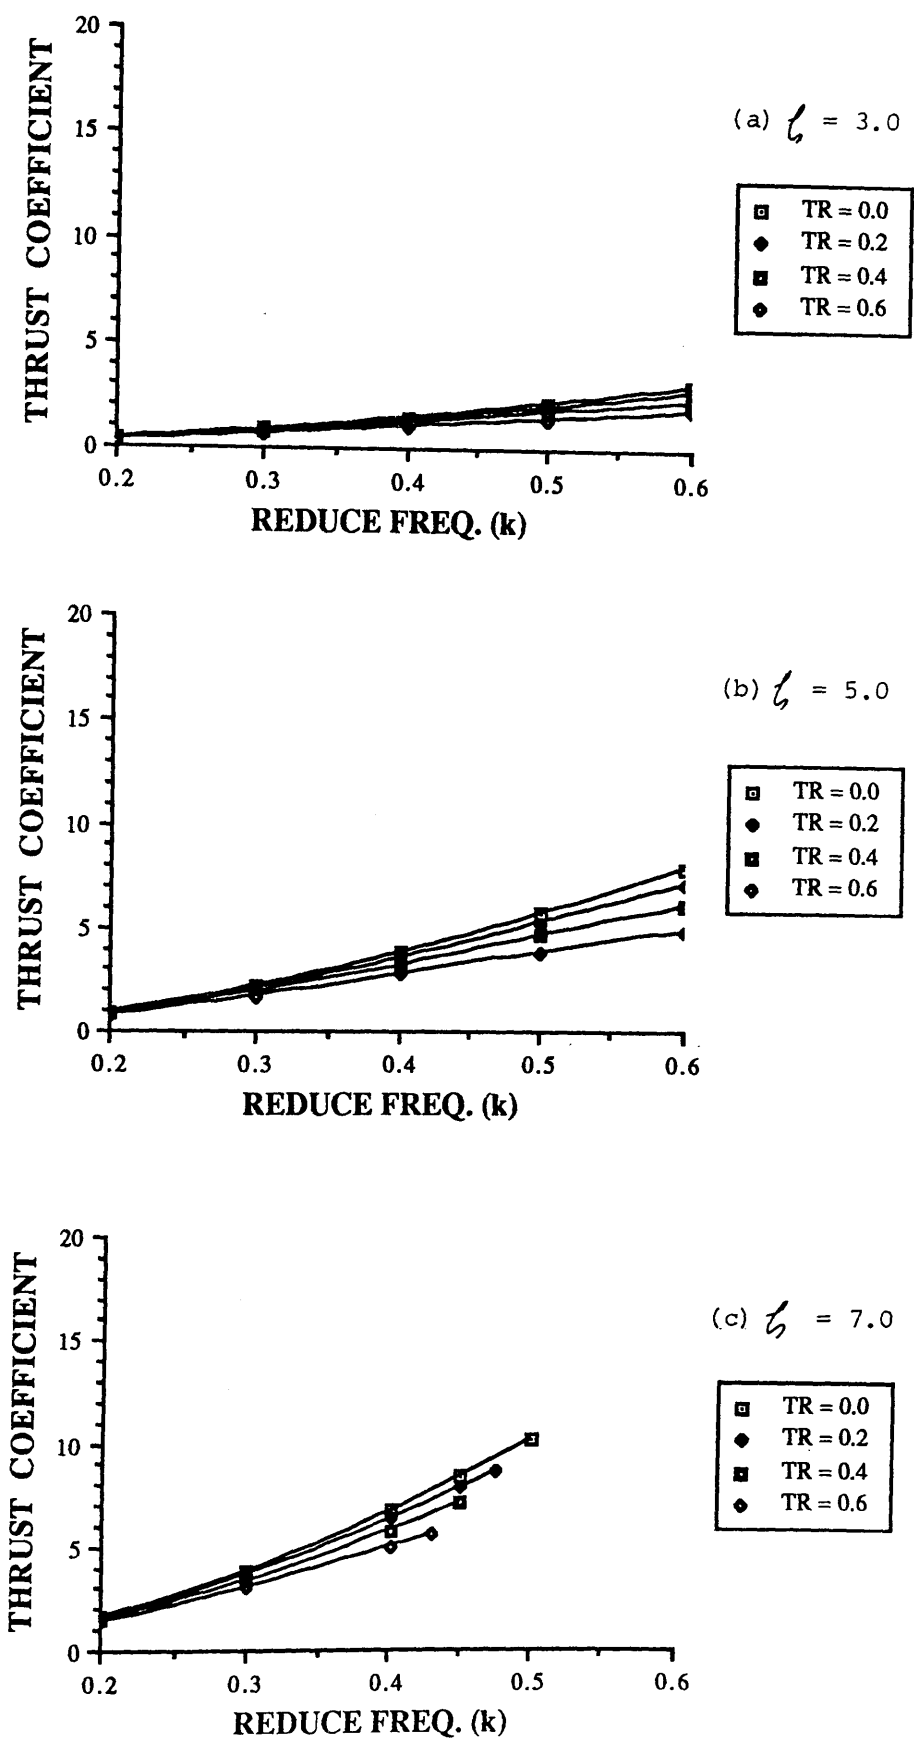 THRUST COEFFICIENT
20
15
10
5
0
0.2 0.3 0.4 0.5 0.6
REDUCE FREQ. (k)
(a) ζ = 3.0
TR = 0.0
TR = 0.2
TR = 0.4
TR = 0.6
THRUST COEFFICIENT
20
15
10
5
0
0.2 0.3 0.4 0.5 0.6
REDUCE FREQ. (k)
(b) ζ = 5.0
TR = 0.0
TR = 0.2
TR = 0.4
TR = 0.6
THRUST COEFFICIENT
20
15
10
5
0
0.2 0.3 0.4 0.5 0.6
REDUCE FREQ. (k)
(c) ζ = 7.0
TR = 0.0
TR = 0.2
TR = 0.4
TR = 0.6